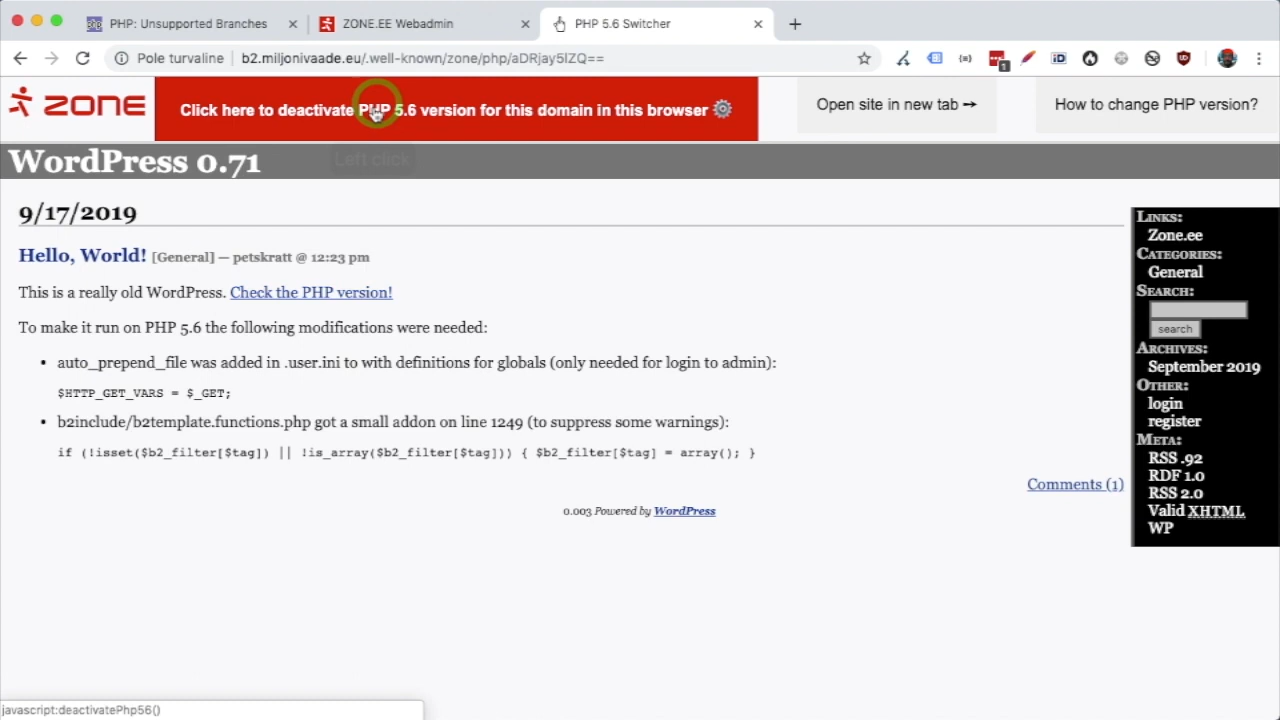 PHP: Unsupported Branches
ZONE.EE Webadmin
PHP 5.6 Switcher
Pole turvaline
b2.miljonivaade.eu/.well-known/zone/php/aDRjay5lZQ==
1
iD
ZONE
Click here to deactivate PHP 5.6 version for this domain in this browser
Open site in new tab
How to change PHP version?
Left click
WordPress 0.71
9/17/2019
Hello, World! [General] — petskratt @ 12:23 pm
This is a really old WordPress. Check the PHP version!
To make it run on PHP 5.6 the following modifications were needed:
• auto_prepend_file was added in .user.ini to with definitions for globals (only needed for login to admin):
$HTTP_GET_VARS = $_GET;
• b2include/b2template.functions.php got a small addon on line 1249 (to suppress some warnings):
if (!isset($b2_filter[$tag]) || !is_array($b2_filter[$tag])) { $b2_filter[$tag] = array(); }
Comments (1)
0.003 Powered by WordPress
Links:
Zone.ee
Categories:
General
Search:
search
Archives:
September 2019
Other:
login
register
Meta:
RSS .92
RDF 1.0
RSS 2.0
Valid XHTML
WP
javascript:deactivatePhp56()